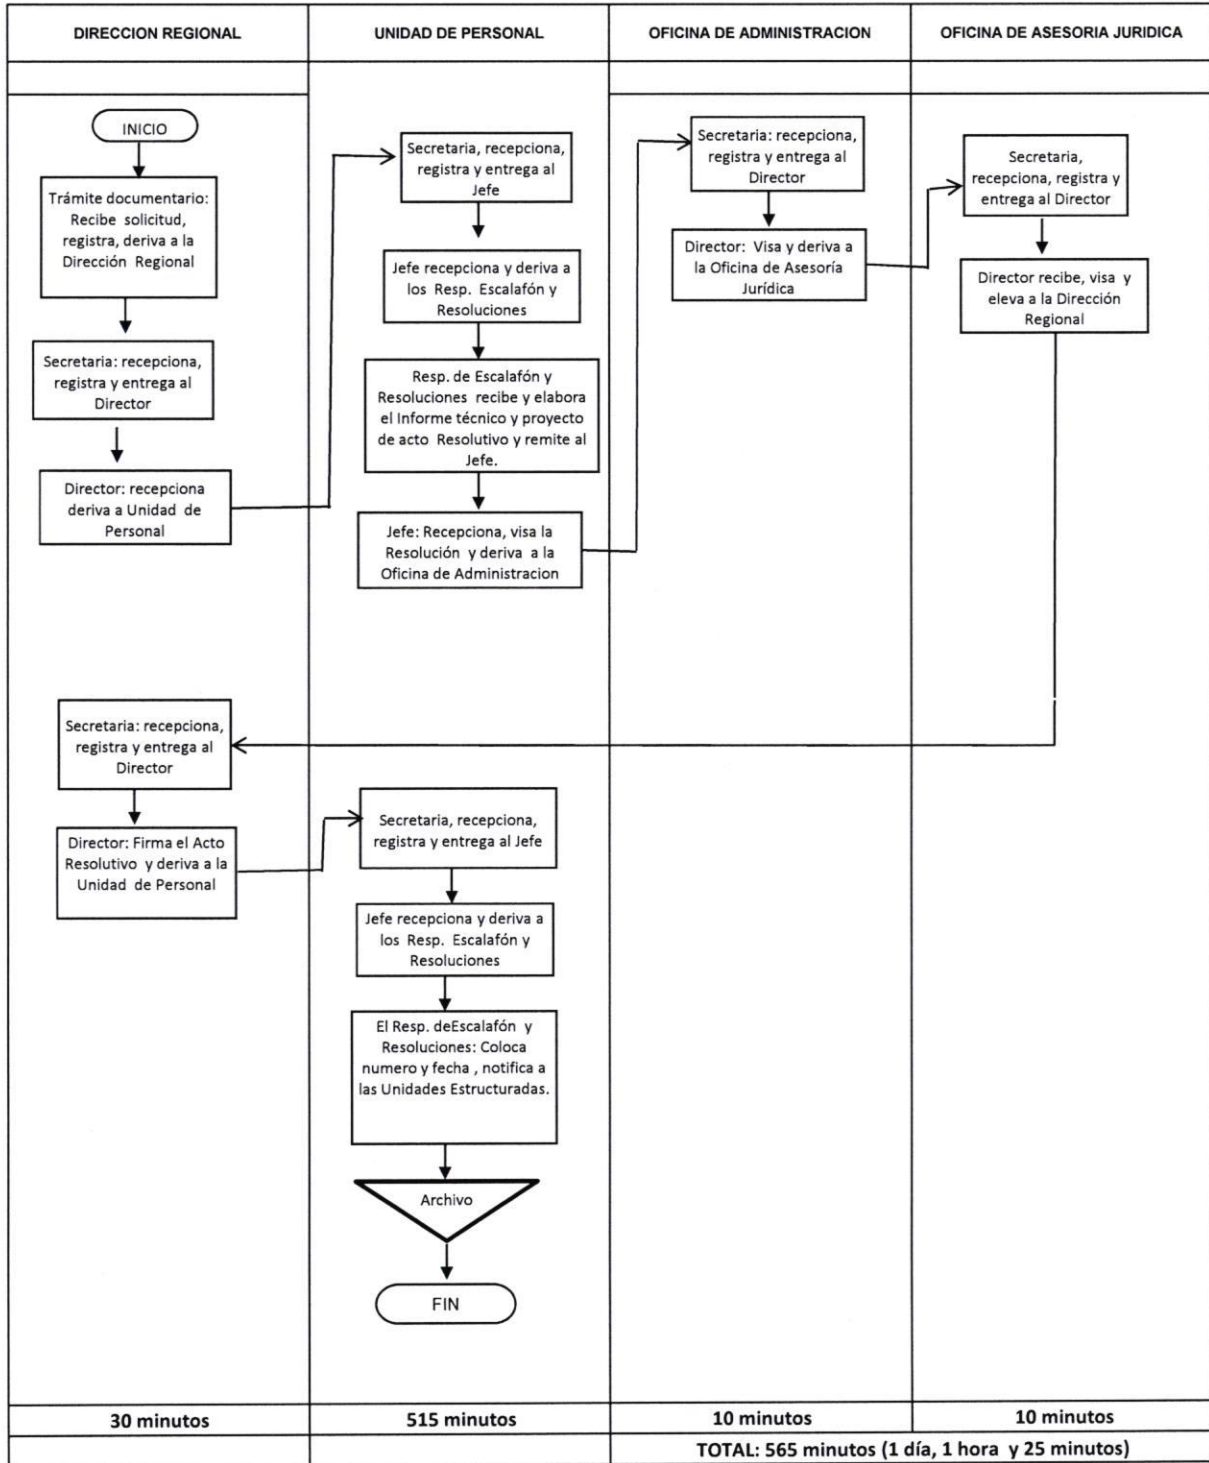 DIRECCION REGIONAL
UNIDAD DE PERSONAL
OFICINA DE ADMINISTRACION
OFICINA DE ASESORIA JURIDICA
INICIO
Trámite documentario:
Recibe solicitud,
registra, deriva a la
Dirección Regional
Secretaria: recepciona,
registra y entrega al
Director
Director: recepciona
deriva a Unidad de
Personal
Secretaria, recepciona,
registra y entrega al
Jefe
Jefe recepciona y deriva a
los Resp. Escalafón y
Resoluciones
Resp. de Escalafón y
Resoluciones recibe y elabora
el Informe técnico y proyecto
de acto Resolutivo y remite al
Jefe.
Jefe: Recepciona, visa la
Resolución y deriva a la
Oficina de Administracion
Secretaria: recepciona,
registra y entrega al
Director
Director: Visa y deriva a
la Oficina de Asesoría
Jurídica
Secretaria,
recepciona, registra y
entrega al Director
Director recibe, visa y
eleva a la Dirección
Regional
Secretaria: recepciona,
registra y entrega al
Director
Director: Firma el Acto
Resolutivo y deriva a la
Unidad de Personal
Secretaria, recepciona,
registra y entrega al Jefe
Jefe recepciona y deriva a
los Resp. Escalafón y
Resoluciones
El Resp. deEscalafón y
Resoluciones: Coloca
numero y fecha , notifica a
las Unidades Estructuradas.
Archivo
FIN
30 minutos
515 minutos
10 minutos
10 minutos
TOTAL: 565 minutos (1 día, 1 hora y 25 minutos)